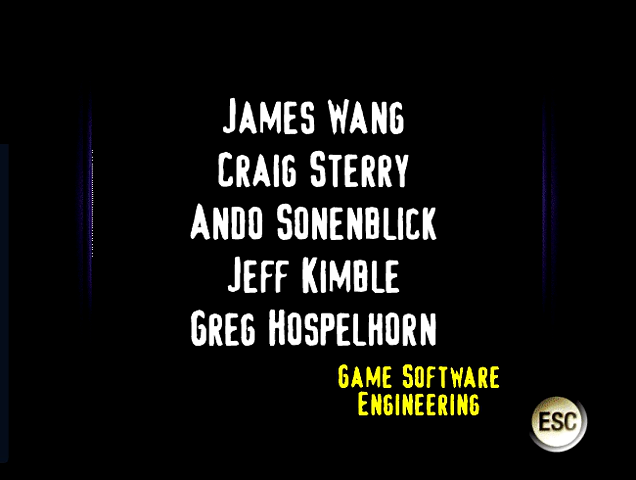 James Wang
Craig Sterry
Ando Sonenblick
Jeff Kimble
Greg Hospelhorn
Game Software
Engineering
ESC